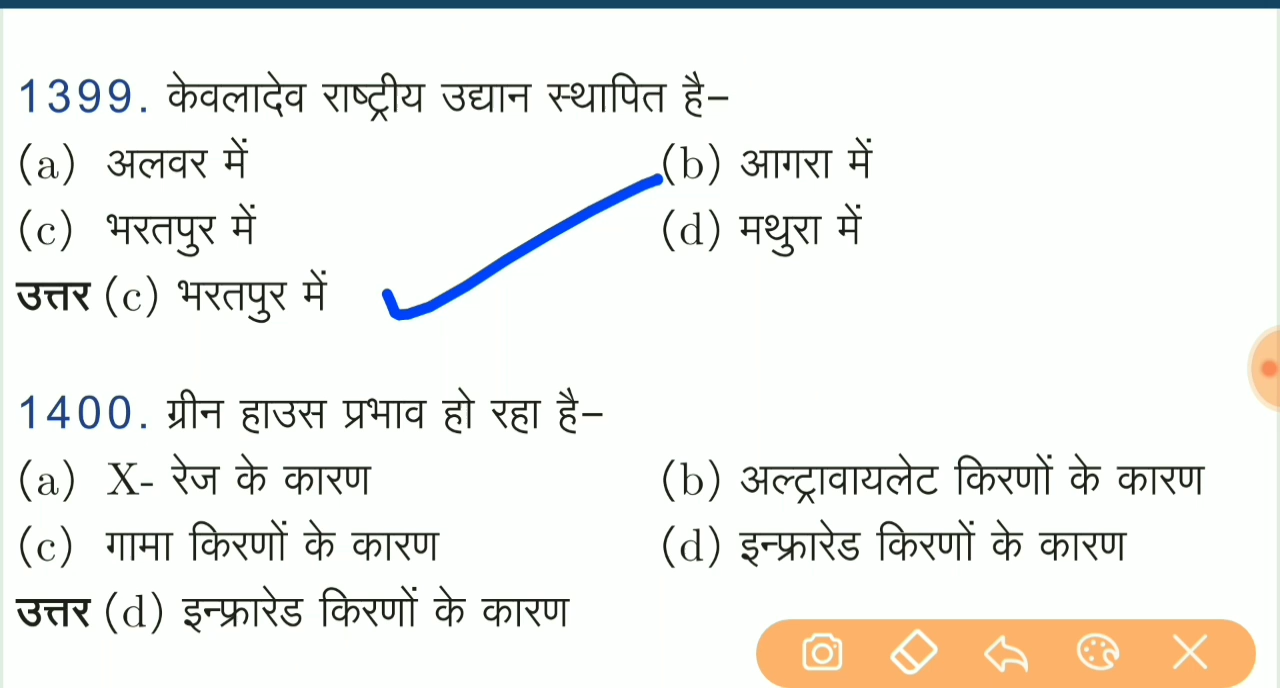 1399. केवलादेव राष्ट्रीय उद्यान स्थापित है–
(a) अलवर में (b) आगरा में
(c) भरतपुर में (d) मथुरा में
उत्तर (c) भरतपुर में
1400. ग्रीन हाउस प्रभाव हो रहा है–
(a) X- रेज के कारण (b) अल्ट्रावायलेट किरणों के कारण
(c) गामा किरणों के कारण (d) इन्फ्रारेड किरणों के कारण
उत्तर (d) इन्फ्रारेड किरणों के कारण